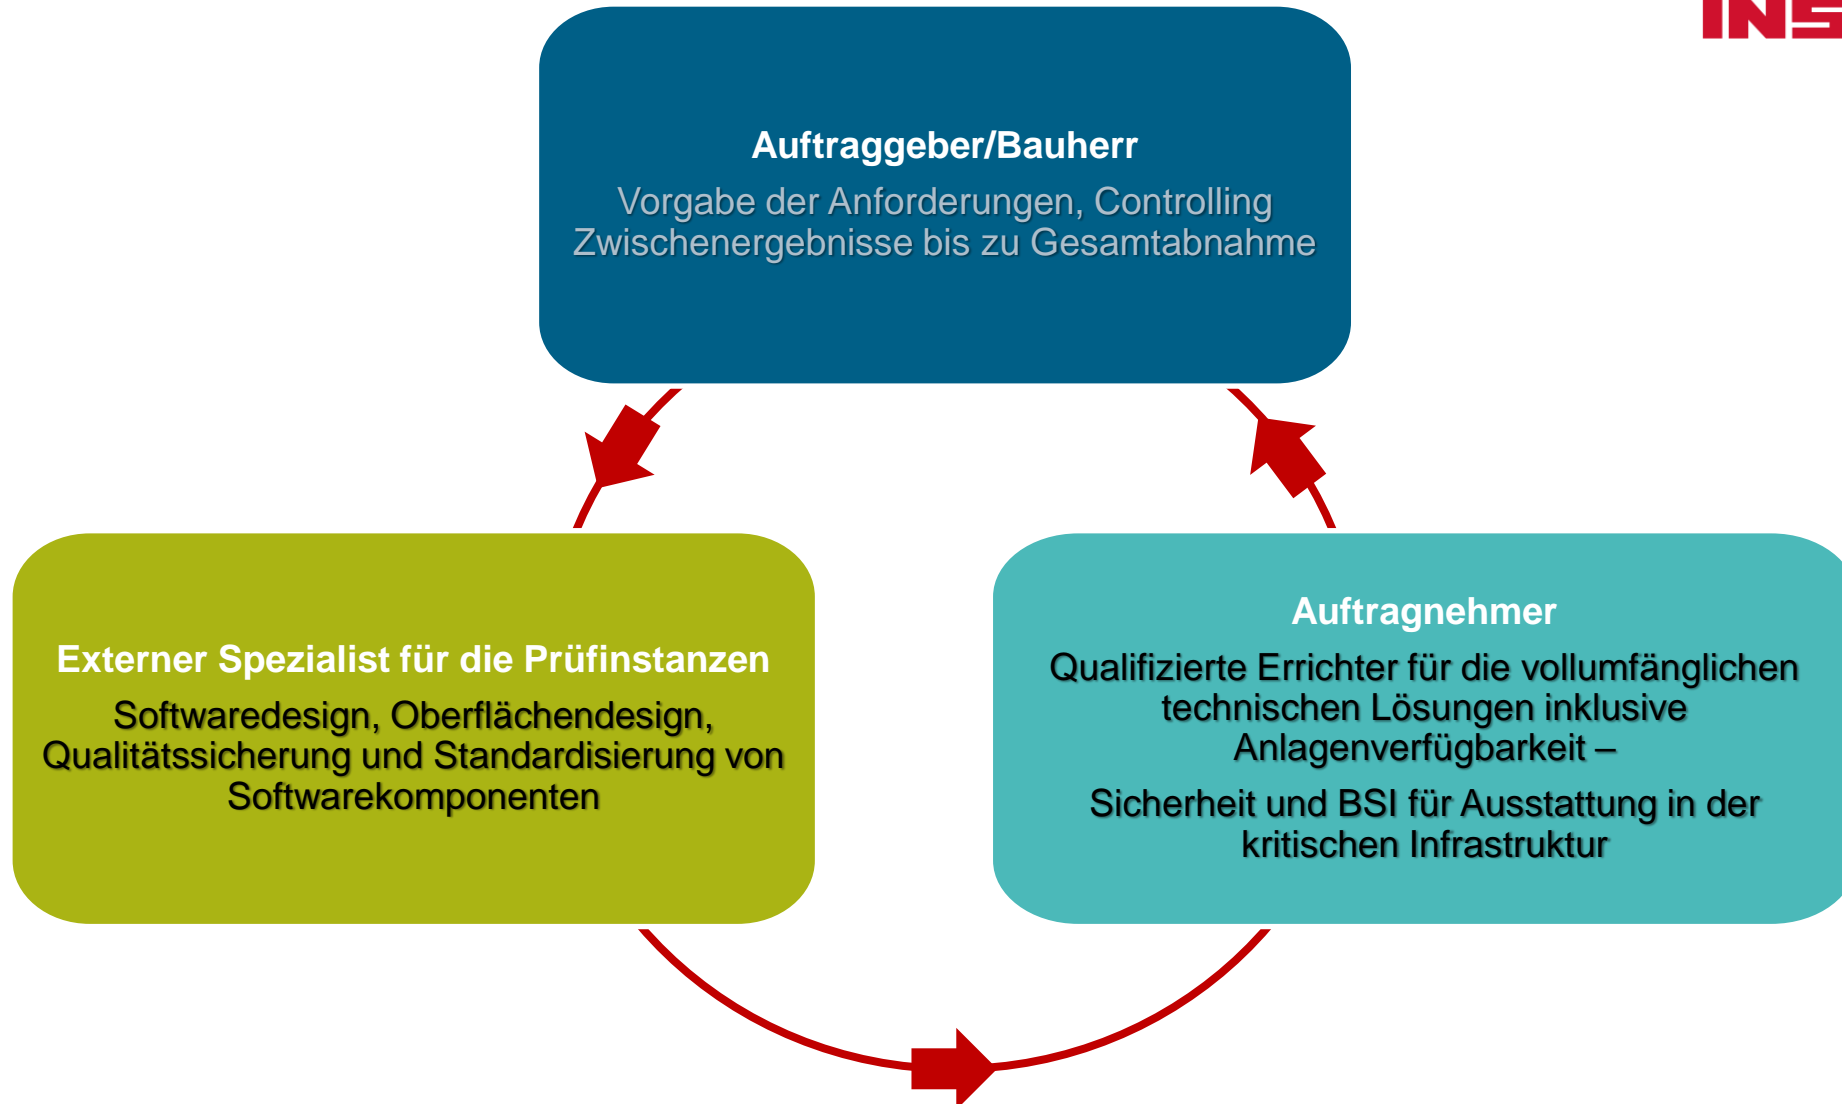 Auftraggeber/Bauherr
Vorgabe der Anforderungen, Controlling
Zwischenergebnisse bis zu Gesamtabnahme
Externer Spezialist für die Prüfinstanzen
Softwaredesign, Oberflächendesign,
Qualitätssicherung und Standardisierung von
Softwarekomponenten
Auftragnehmer
Qualifizierte Errichter für die vollumfänglichen
technischen Lösungen inklusive
Anlagenverfügbarkeit –
Sicherheit und BSI für Ausstattung in der
kritischen Infrastruktur